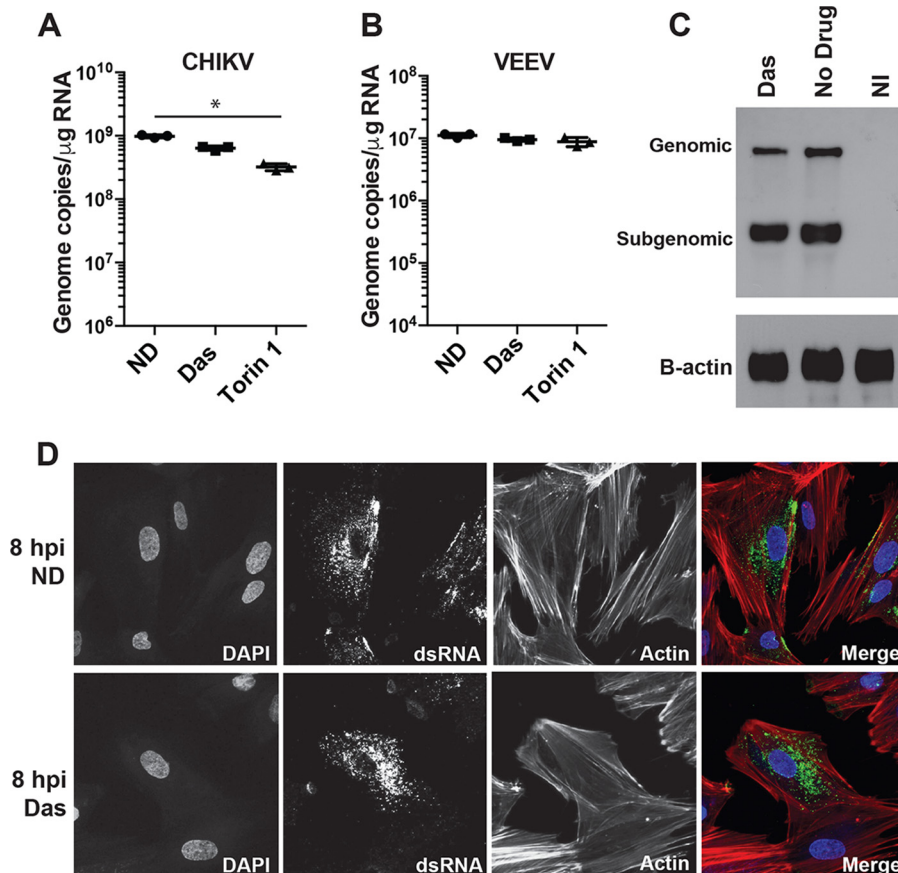 A
CHIKV
Genome copies/µg RNA
10^10
10^9
10^8
10^7
10^6
*
ND
Das
Torin 1
B
VEEV
Genome copies/µg RNA
10^8
10^7
10^6
10^5
10^4
ND
Das
Torin 1
C
Das
No Drug
NI
Genomic
Subgenomic
B-actin
D
8 hpi
ND
DAPI
dsRNA
Actin
Merge
8 hpi
Das
DAPI
dsRNA
Actin
Merge